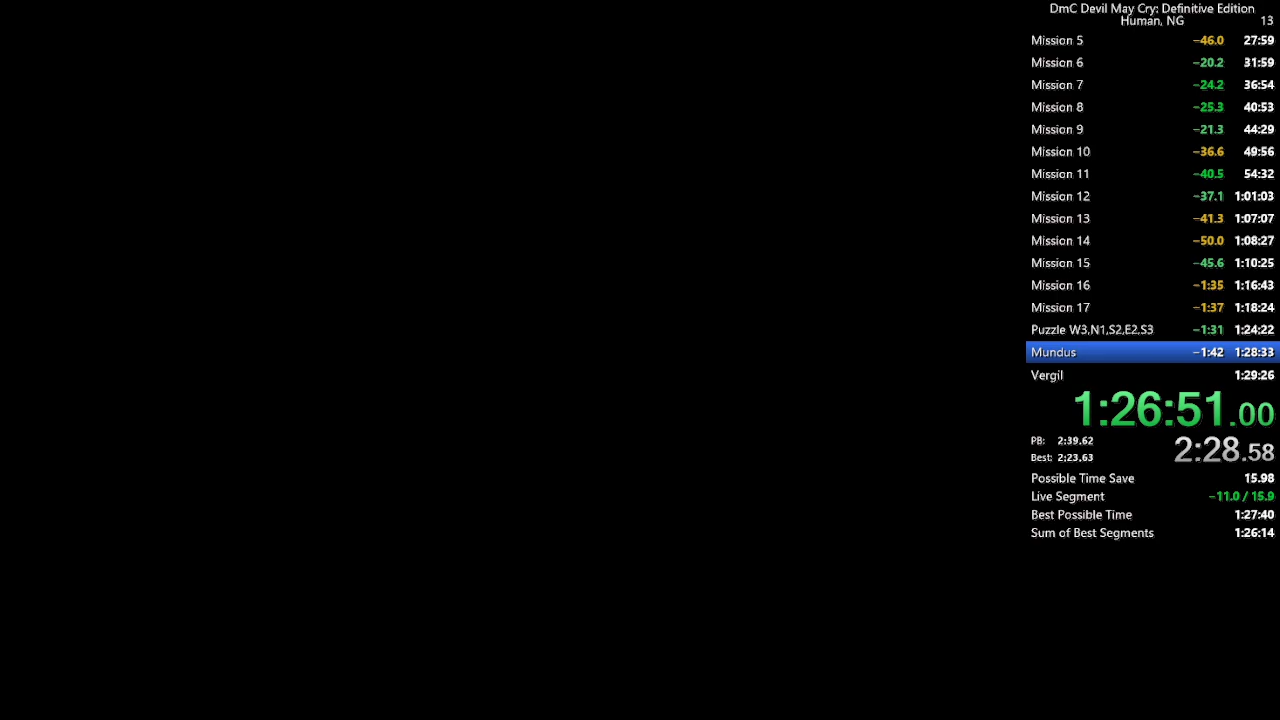 DmC Devil May Cry: Definitive Edition
Human, NG 13
Mission 5 −46.0 27:59
Mission 6 −20.2 31:59
Mission 7 −24.2 36:54
Mission 8 −25.3 40:53
Mission 9 −21.3 44:29
Mission 10 −36.6 49:56
Mission 11 −40.5 54:32
Mission 12 −37.1 1:01:03
Mission 13 −41.3 1:07:07
Mission 14 −50.0 1:08:27
Mission 15 −45.6 1:10:25
Mission 16 −1:35 1:16:43
Mission 17 −1:37 1:18:24
Puzzle W3,N1,S2,E2,S3 −1:31 1:24:22
Mundus −1:42 1:28:33
Vergil 1:29:26
1:26:51.00
PB: 2:39.62
Best: 2:23.63
2:28.58
Possible Time Save 15.98
Live Segment −11.0 / 15.9
Best Possible Time 1:27:40
Sum of Best Segments 1:26:14